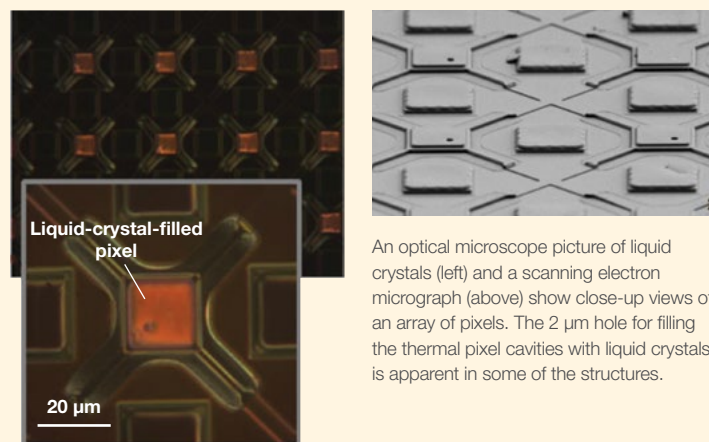 Liquid-crystal-filled
pixel
20 µm
An optical microscope picture of liquid
crystals (left) and a scanning electron
micrograph (above) show close-up views of
an array of pixels. The 2 µm hole for filling
the thermal pixel cavities with liquid crystals
is apparent in some of the structures.